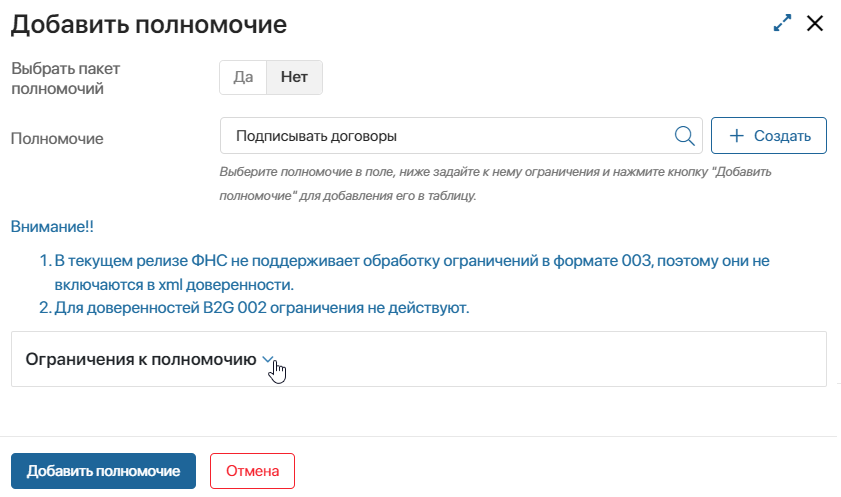 Добавить полномочие
Выбрать пакет
полномочий
Да Нет
Полномочие
Подписывать договоры
Создать
Выберите полномочие в поле, ниже задайте к нему ограничения и нажмите кнопку "Добавить
полномочие" для добавления его в таблицу.
Внимание!!
1. В текущем релизе ФНС не поддерживает обработку ограничений в формате 003, поэтому они не
включаются в xml доверенности.
2. Для доверенностей B2G 002 ограничения не действуют.
Ограничения к полномочию
Добавить полномочие Отмена